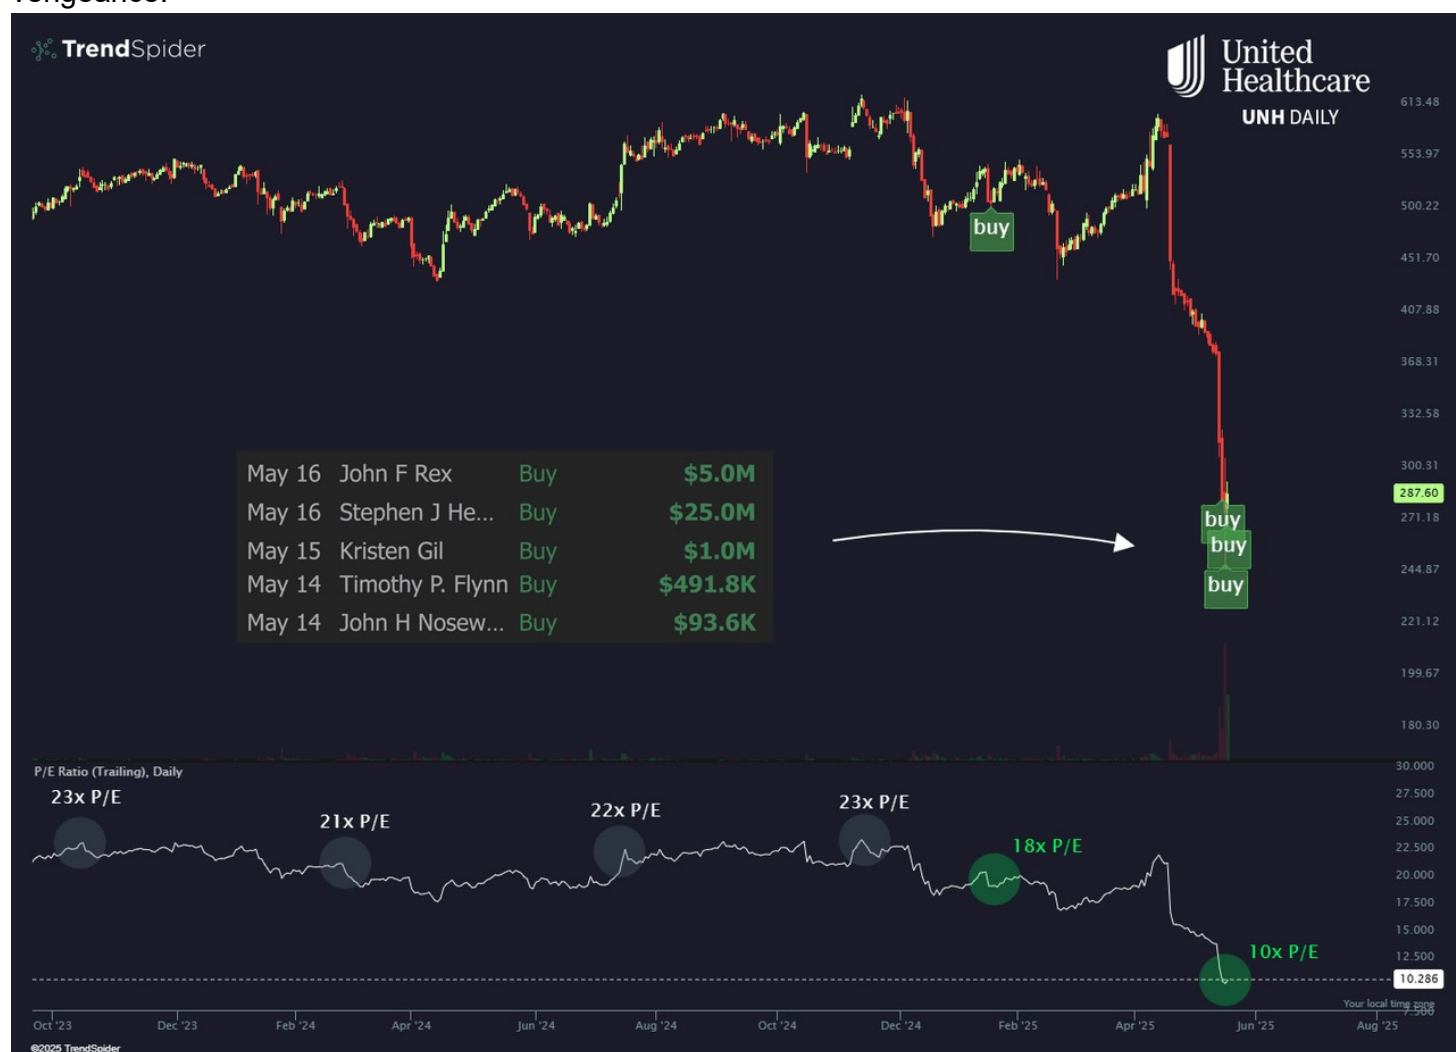 vengeance.
TrendSpider
United
Healthcare
UNH DAILY
613.48
553.97
500.22
451.70
407.88
368.31
332.58
300.31
287.60
271.18
244.87
221.12
199.67
180.30
buy
buy
buy
buy
May 16 John F Rex Buy $5.0M
May 16 Stephen J He... Buy $25.0M
May 15 Kristen Gil Buy $1.0M
May 14 Timothy P. Flynn Buy $491.8K
May 14 John H Nosew... Buy $93.6K
P/E Ratio (Trailing), Daily
23x P/E
21x P/E
22x P/E
23x P/E
18x P/E
10x P/E
30.000
27.500
25.000
22.500
20.000
17.500
15.000
12.500
10.286
7.500
Your local time zone
Oct '23 Dec '23 Feb '24 Apr '24 Jun '24 Aug '24 Oct '24 Dec '24 Feb '25 Apr '25 Jun '25 Aug '25
©2025 TrendSpider